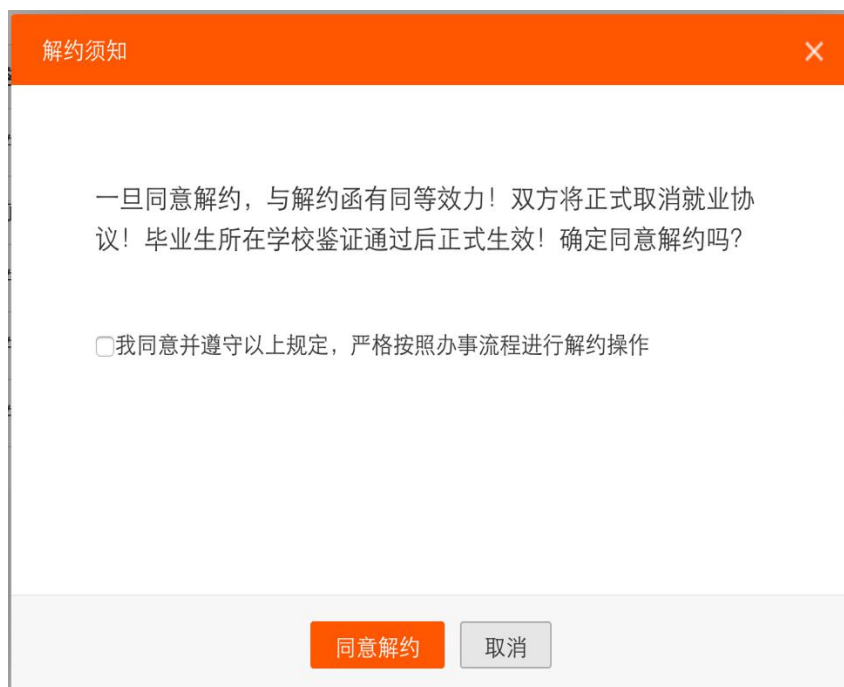 解约须知
一旦同意解约，与解约函有同等效力！双方将正式取消就业协
议！毕业生所在学校鉴证通过后正式生效！确定同意解约吗？
我同意并遵守以上规定，严格按照办事流程进行解约操作
同意解约
取消